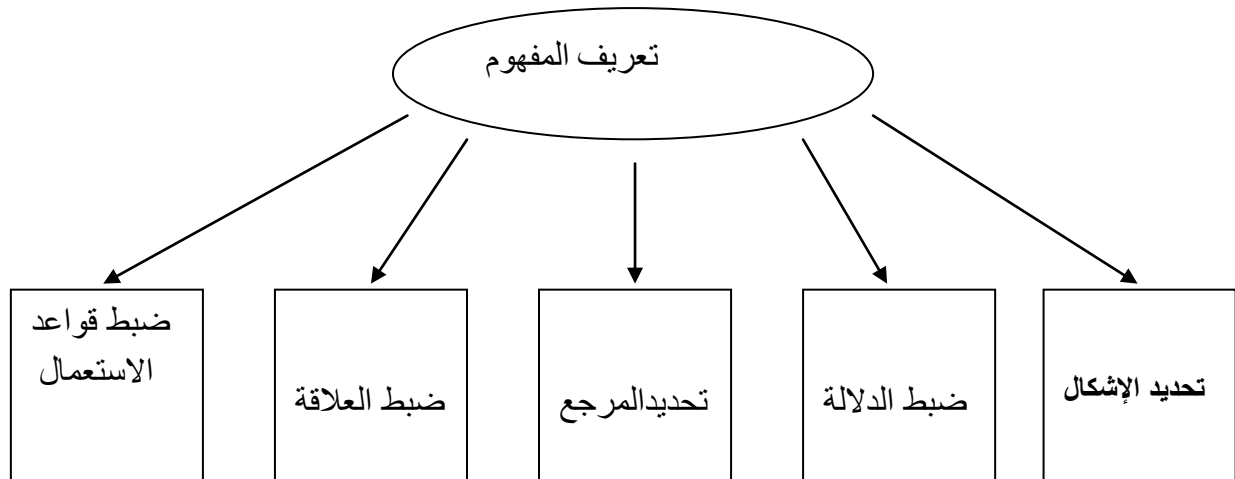 تعريف المفهوم
تحديد الإشكال
ضبط الدلالة
تحديدالمرجع
ضبط العلاقة
ضبط قواعد
الاستعمال